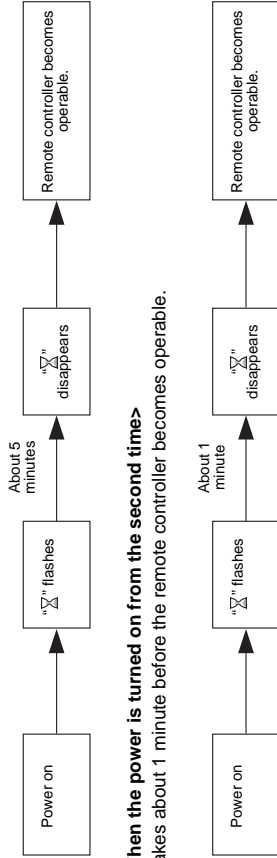 Power on
“⌛” flashes
About 5
minutes
“⌛”
disappears
Remote controller becomes
operable.
hen the power is turned on from the second time>
akes about 1 minute before the remote controller becomes operable.
Power on
“⌛” flashes
About 1
minute
“⌛”
disappears
Remote controller becomes
operable.